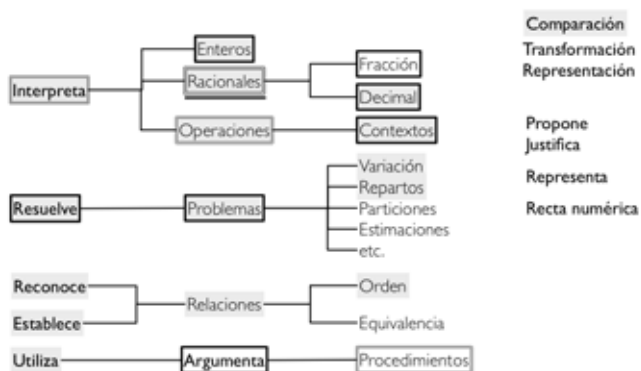 Comparación
Transformación
Representación
Propone
Justifica
Representa
Recta numérica
Interpreta
Enteros
Racionales
Fracción
Decimal
Operaciones
Contextos
Resuelve
Problemas
Variación
Repartos
Particiones
Estimaciones
etc.
Reconoce
Establece
Relaciones
Orden
Equivalencia
Utiliza
Argumenta
Procedimientos